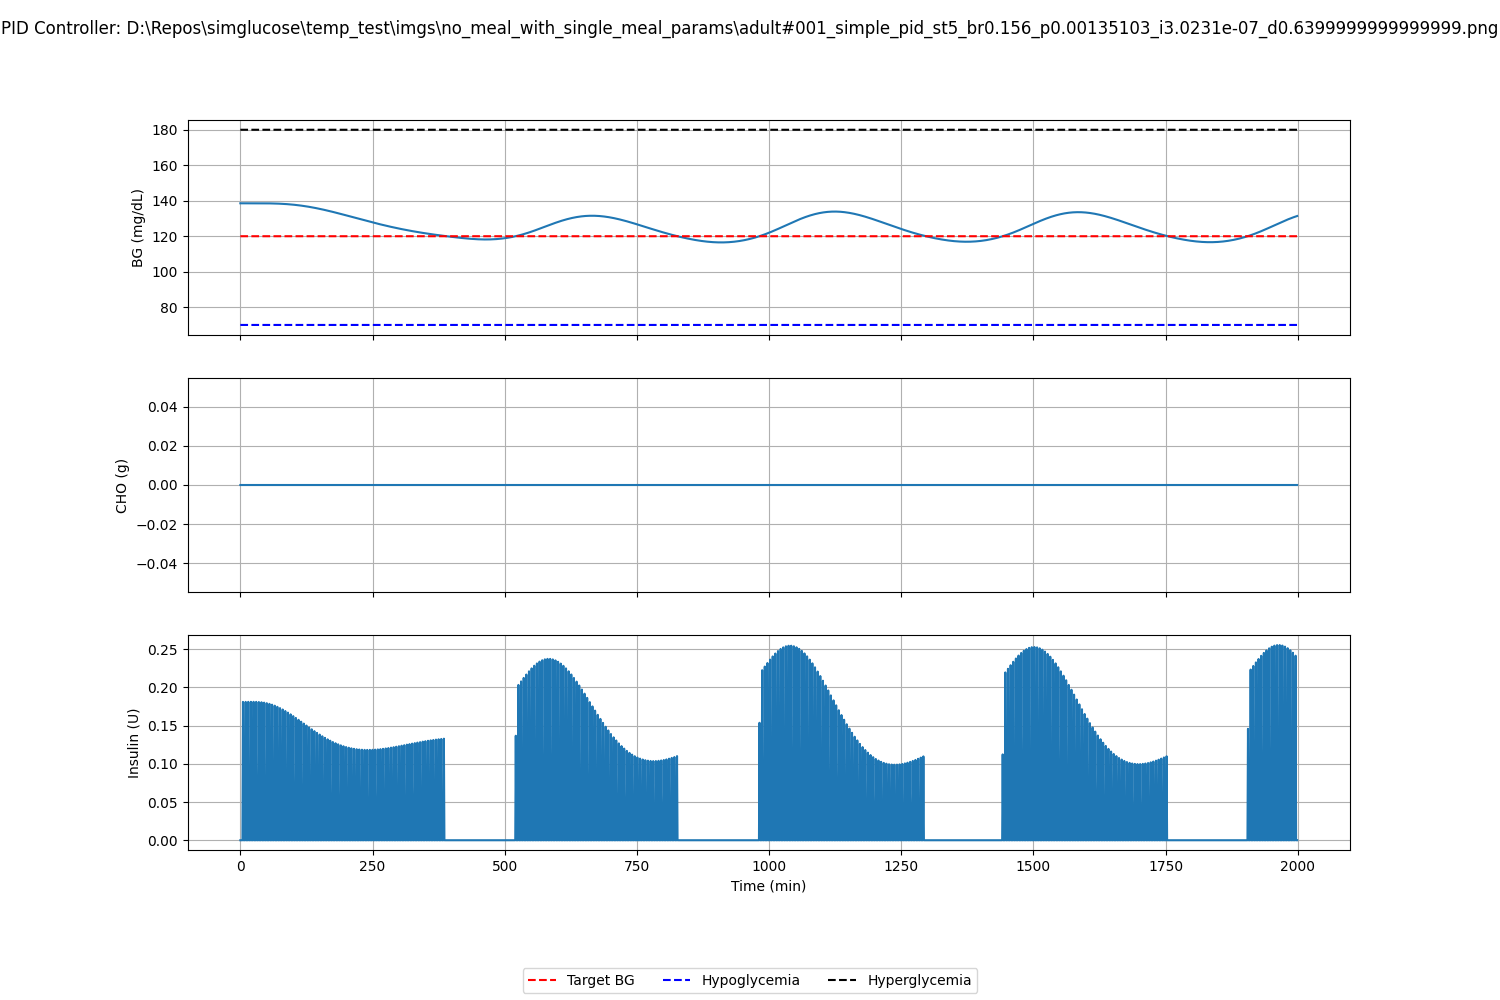 PID Controller: D:\Repos\simglucose\temp_test\imgs\no_meal_with_single_meal_params\adult#001_simple_pid_st5_br0.156_p0.00135103_i3.0231e-07_d0.6399999999999999.png
180
160
140
120
100
80
BG (mg/dL)
0.04
0.02
0.00
−0.02
−0.04
CHO (g)
0.25
0.20
0.15
0.10
0.05
0.00
Insulin (U)
0 250 500 750 1000 1250 1500 1750 2000
Time (min)
Target BG Hypoglycemia Hyperglycemia